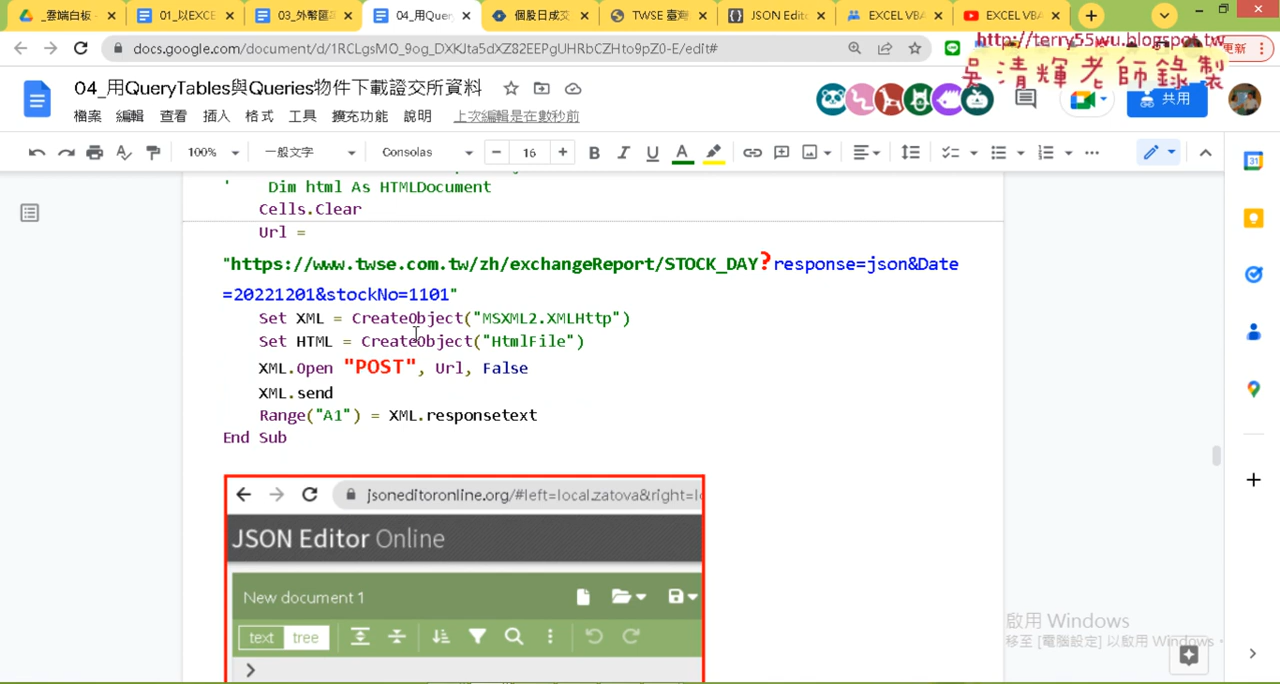 _雲端白板-
01_以EXCE
03_外幣區
04_用Quer
個股日成交
TWSE 臺灣
JSON Edito
EXCEL VBA
EXCEL VBA
docs.google.com/document/d/1RCLgsMO_9og_DXKJta5dXZ82EEPgUHRbCZHto9pZ0-E/edit#
更新
http://terry55wu.blogspot.tw
吳清輝老師錄製
04_用QueryTables與Queries物件下載證交所資料
共用
檔案 編輯 查看 插入 格式 工具 擴充功能 說明 上次編輯是在數秒前
100% 一般文字 Consolas 16 B I U A
31
' Dim html As HTMLDocument
Cells.Clear
Url =
"https://www.twse.com.tw/zh/exchangeReport/STOCK_DAY?response=json&Date
=20221201&stockNo=1101"
Set XML = CreateObject("MSXML2.XMLHttp")
Set HTML = CreateObject("HtmlFile")
XML.Open "POST", Url, False
XML.send
Range("A1") = XML.responsetext
End Sub
jsoneditoronline.org/#left=local.zatova&right=lo
JSON Editor Online
New document 1
text tree
啟用 Windows
移至 [電腦設定] 以啟用 Windows。